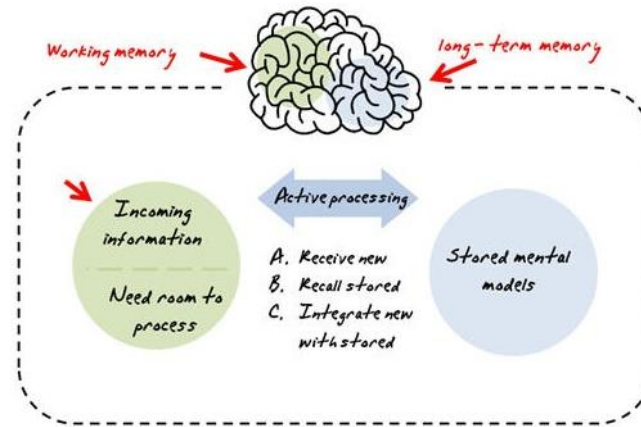 Working memory
long-term memory
Incoming
information
Need room to
process
Active processing
A. Receive new
B. Recall stored
C. Integrate new
with stored
Stored mental
models